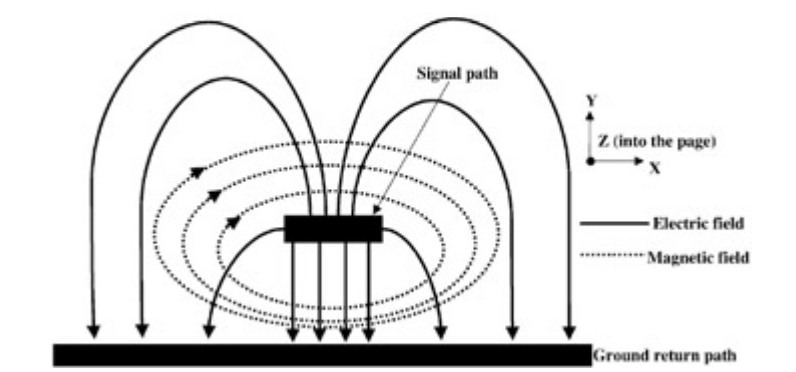 Signal path
Y
Z (into the page)
X
Electric field
Magnetic field
Ground return path